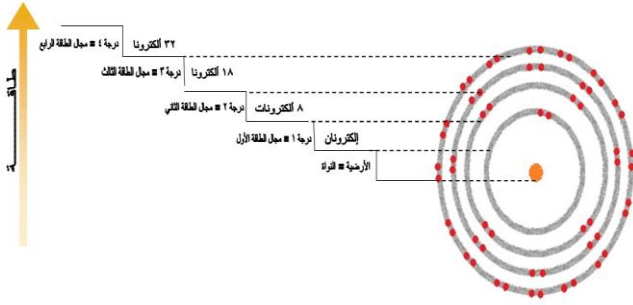 ٣٢ ألكترونا
درجة ٤ = مجال الطاقة الرابع
١٨ ألكترونا
درجة ٣ = مجال الطاقة الثالث
٨ ألكترونات
درجة ٢ = مجال الطاقة الثاني
إلكترونان
درجة ١ = مجال الطاقة الأول
الأرضية = النواة
طاقــــــــة